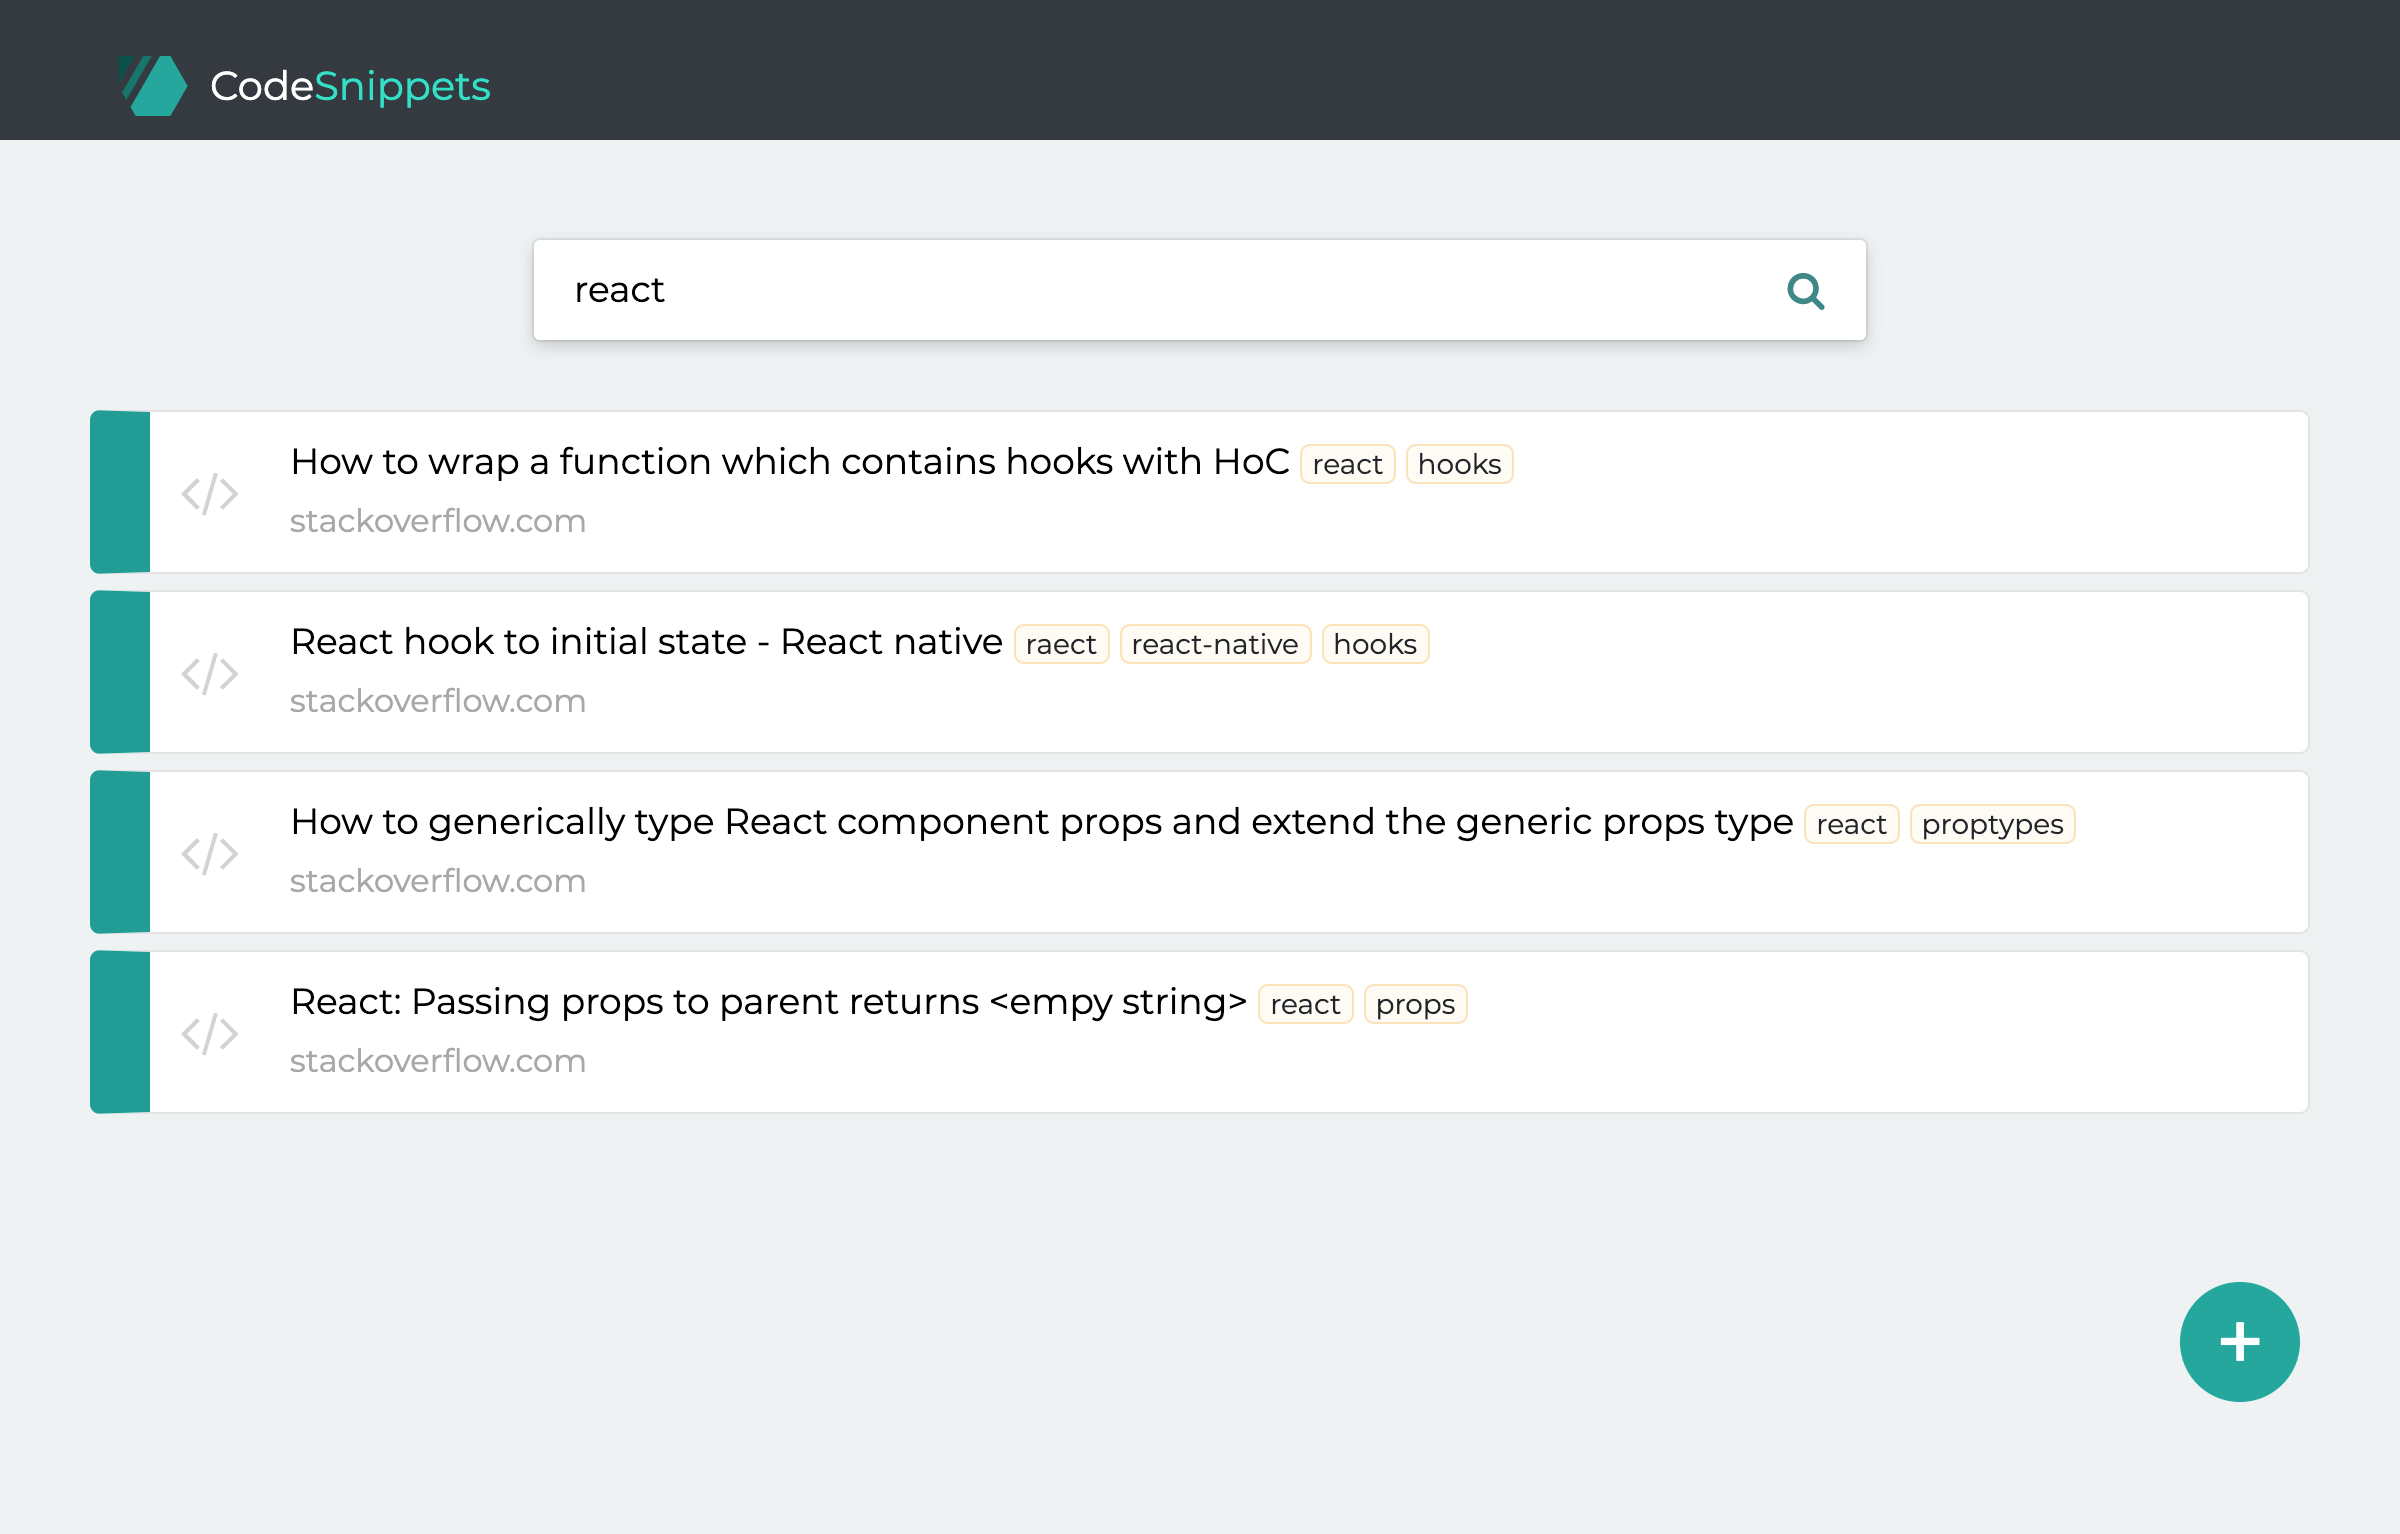 CodeSnippets
react
How to wrap a function which contains hooks with HoC react hooks
stackoverflow.com
React hook to initial state - React native raect react-native hooks
stackoverflow.com
How to generically type React component props and extend the generic props type react proptypes
stackoverflow.com
React: Passing props to parent returns <empy string> react props
stackoverflow.com